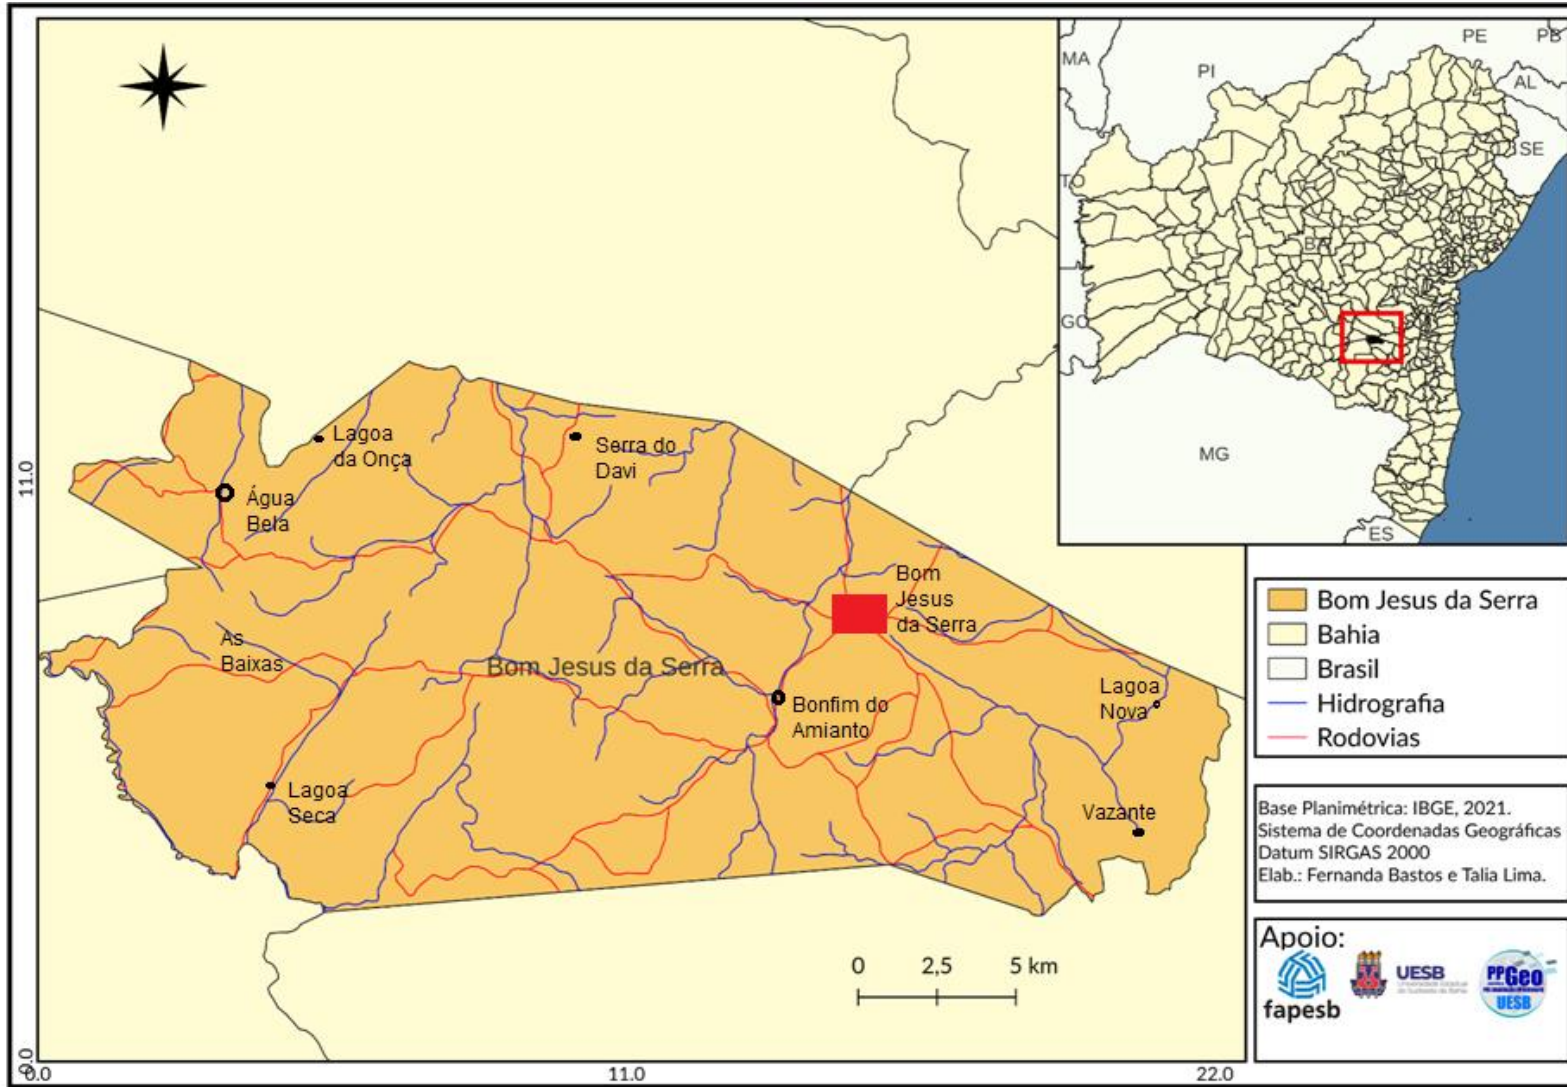 MA
PI
PE
PB
AL
SE
TO
BA
GO
MG
ES
Lagoa
da Onça
Serra do
Davi
Água
Bela
Bom
Jesus
da Serra
As
Baixas
Bom Jesus da Serra
Lagoa
Nova
Bonfim do
Amianto
Lagoa
Seca
Vazante
0 2,5 5 km
11.0
0.0
0.0 11.0 22.0
Bom Jesus da Serra
Bahia
Brasil
Hidrografia
Rodovias
Base Planimétrica: IBGE, 2021.
Sistema de Coordenadas Geográficas
Datum SIRGAS 2000
Elab.: Fernanda Bastos e Talia Lima.
Apoio:
fapesb
UESB
PPGeo
UESB